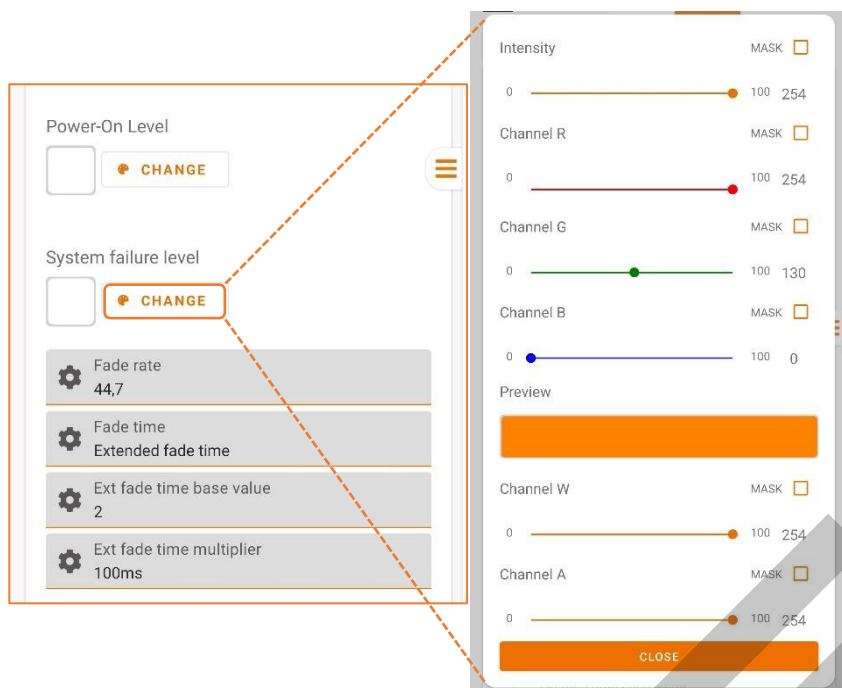 Power-On Level
CHANGE
System failure level
CHANGE
Fade rate
44,7
Fade time
Extended fade time
Ext fade time base value
2
Ext fade time multiplier
100ms
Intensity MASK
0 100 254
Channel R MASK
0 100 254
Channel G MASK
0 100 130
Channel B MASK
0 100 0
Preview
Channel W MASK
0 100 254
Channel A MASK
0 100 254
CLOSE